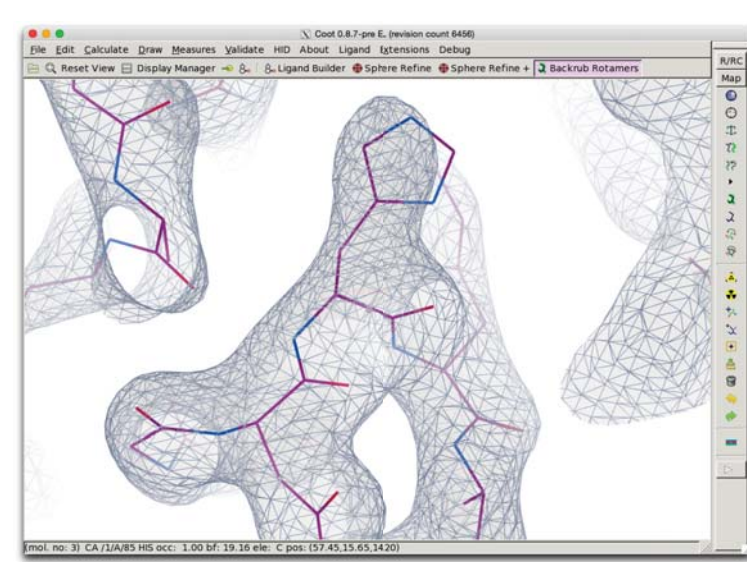 Coot 0.8.7-pre EL (revision count 6456)
File Edit Calculate Draw Measures Validate HID About Ligand Extensions Debug
Reset View Display Manager Ligand Builder Sphere Refine Sphere Refine + Backrub Rotamers
R/RC
Map
(mol. no: 3) CA /1/A/85 HIS occ: 1.00 bf: 19.16 ele: C pos: (57.45,15.65,1420)